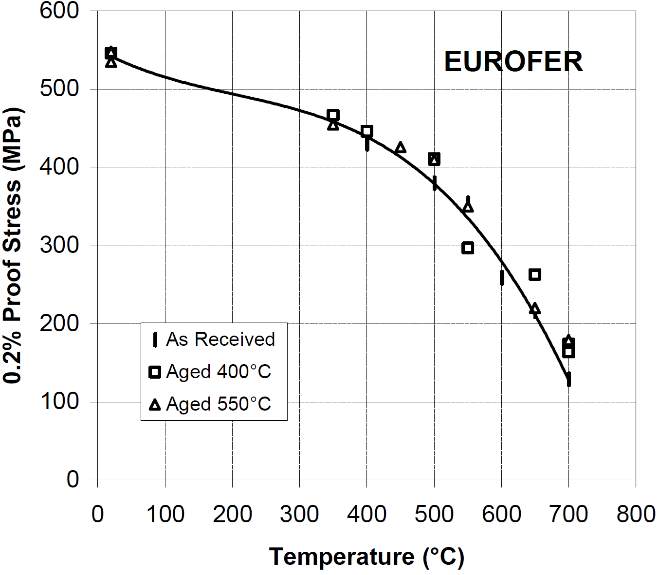 600
EUROFER
500
400
300
200
100
0
0.2% Proof Stress (MPa)
As Received
Aged 400°C
Aged 550°C
0 100 200 300 400 500 600 700 800
Temperature (°C)